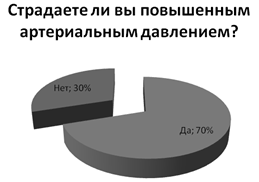 Страдаете ли вы повышенным
артериальным давлением?
Нет; 30%
Да; 70%